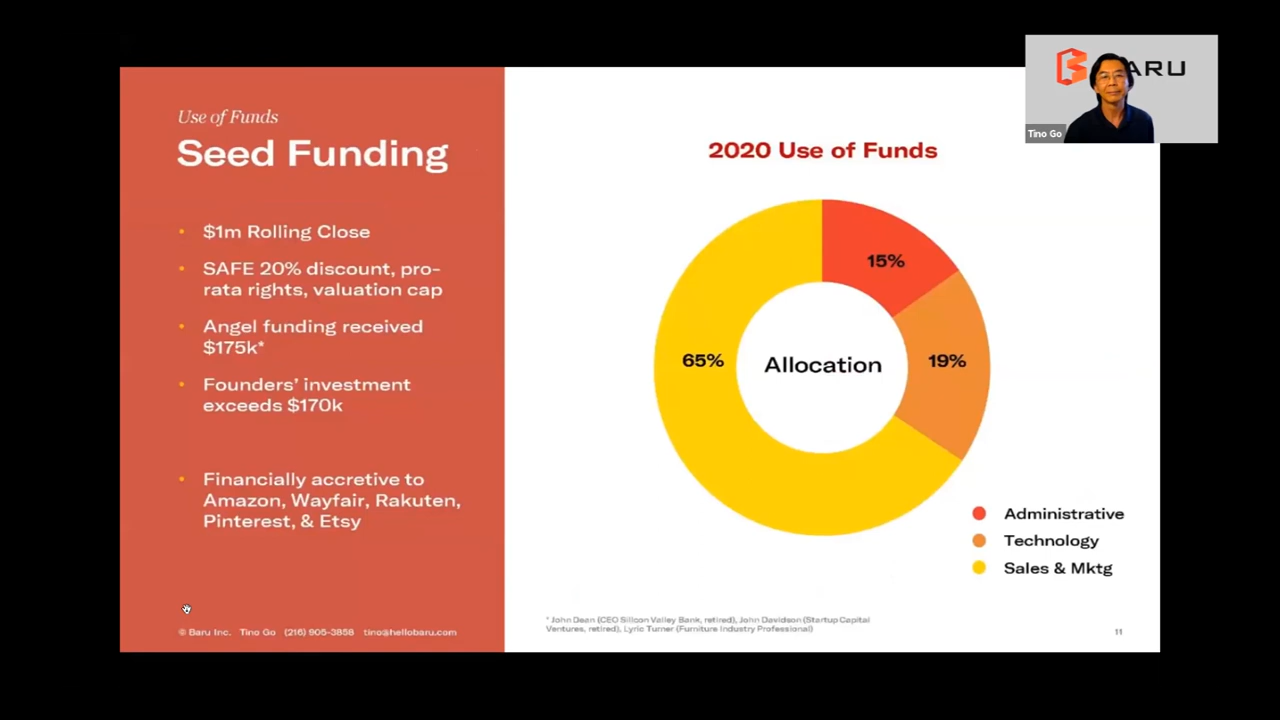 Use of Funds
Seed Funding
• $1m Rolling Close
• SAFE 20% discount, pro-
rata rights, valuation cap
• Angel funding received
$175k*
• Founders’ investment
exceeds $170k
• Financially accretive to
Amazon, Wayfair, Rakuten,
Pinterest, & Etsy
© Baru Inc. Tino Go (216) 905-3858 tino@hellobaru.com
2020 Use of Funds
15%
65%
Allocation
19%
Administrative
Technology
Sales & Mktg
* John Dean (CEO Silicon Valley Bank, retired), John Davidson (Startup Capital
Ventures, retired), Lyric Turner (Furniture Industry Professional)
11
ARU
Tino Go